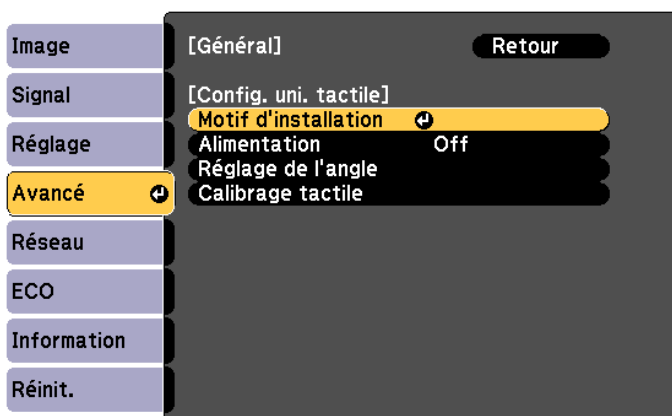 Image
Signal
Réglage
Avancé
Réseau
ECO
Information
Réinit.
[Général] Retour
[Config. uni. tactile]
Motif d'installation
Alimentation Off
Réglage de l'angle
Calibrage tactile